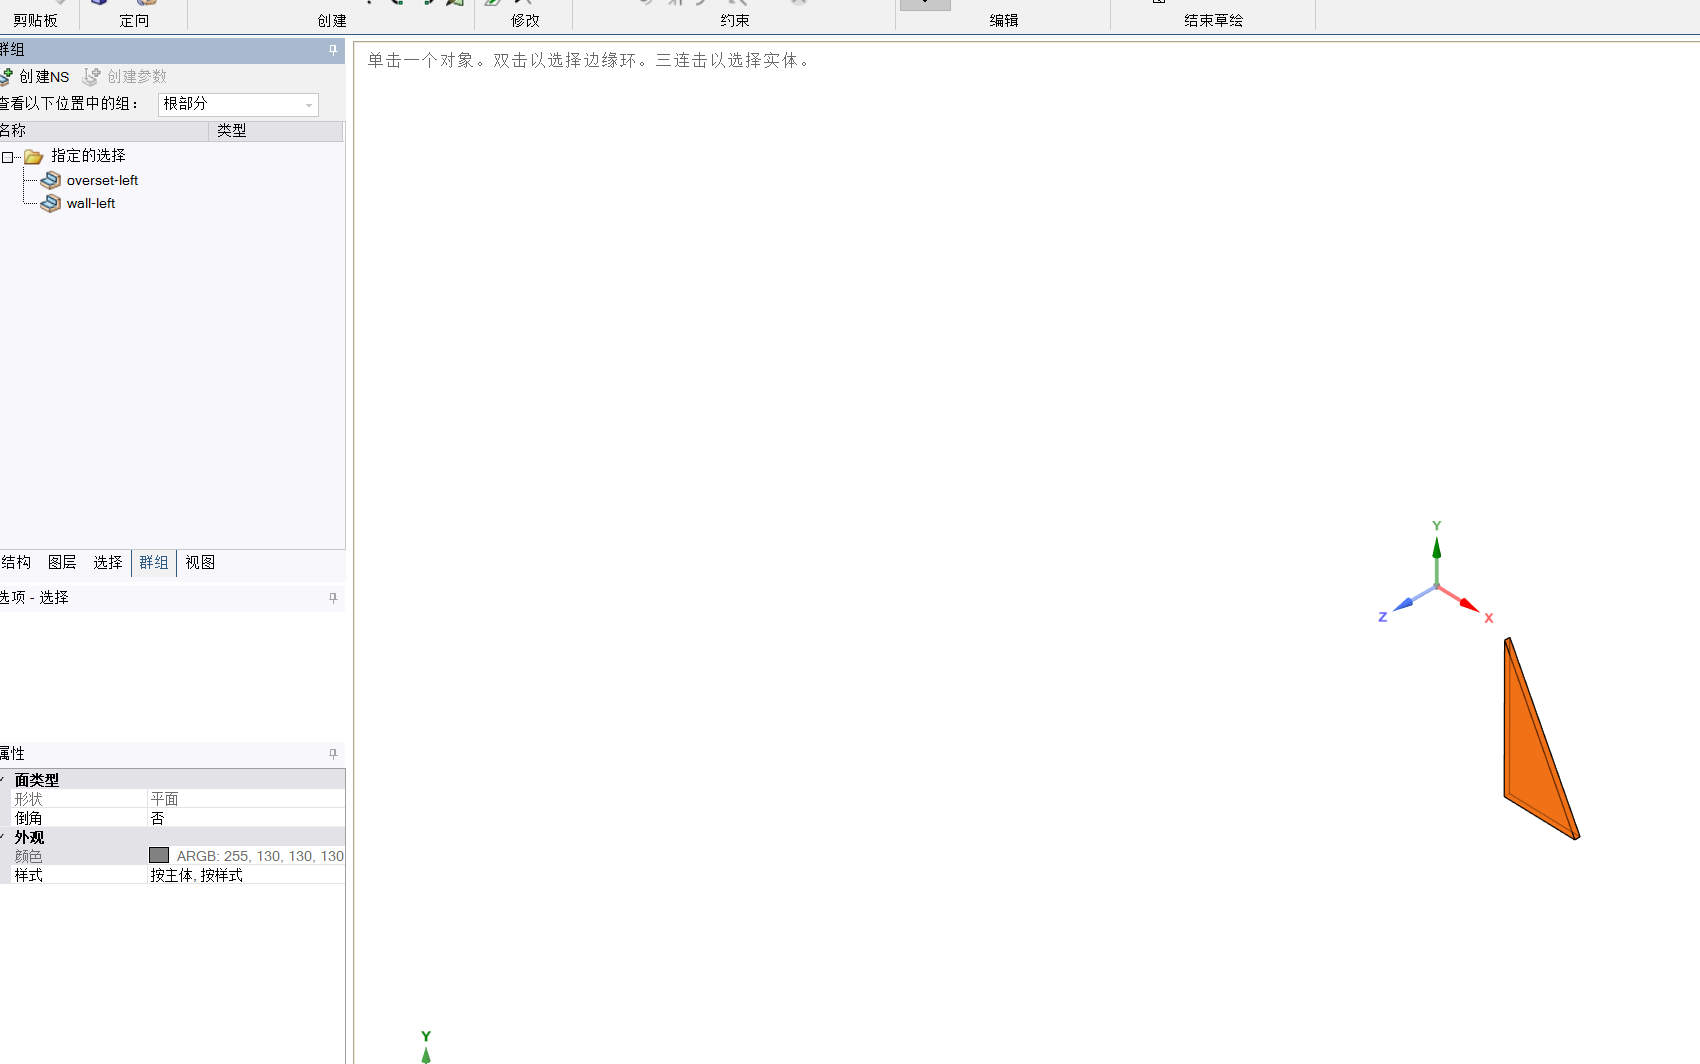 剪贴板 定向 创建 修改 约束 编辑 结束草绘
群组
创建NS 创建参数
查看以下位置中的组： 根部分
名称 类型
指定的选择
overset-left
wall-left
结构 图层 选择 群组 视图
选项 - 选择
属性
面类型
形状 平面
倒角 否
外观
颜色 ARGB: 255, 130, 130, 130
样式 按主体, 按样式
单击一个对象。双击以选择边缘环。三连击以选择实体。
Y
Z X
Y